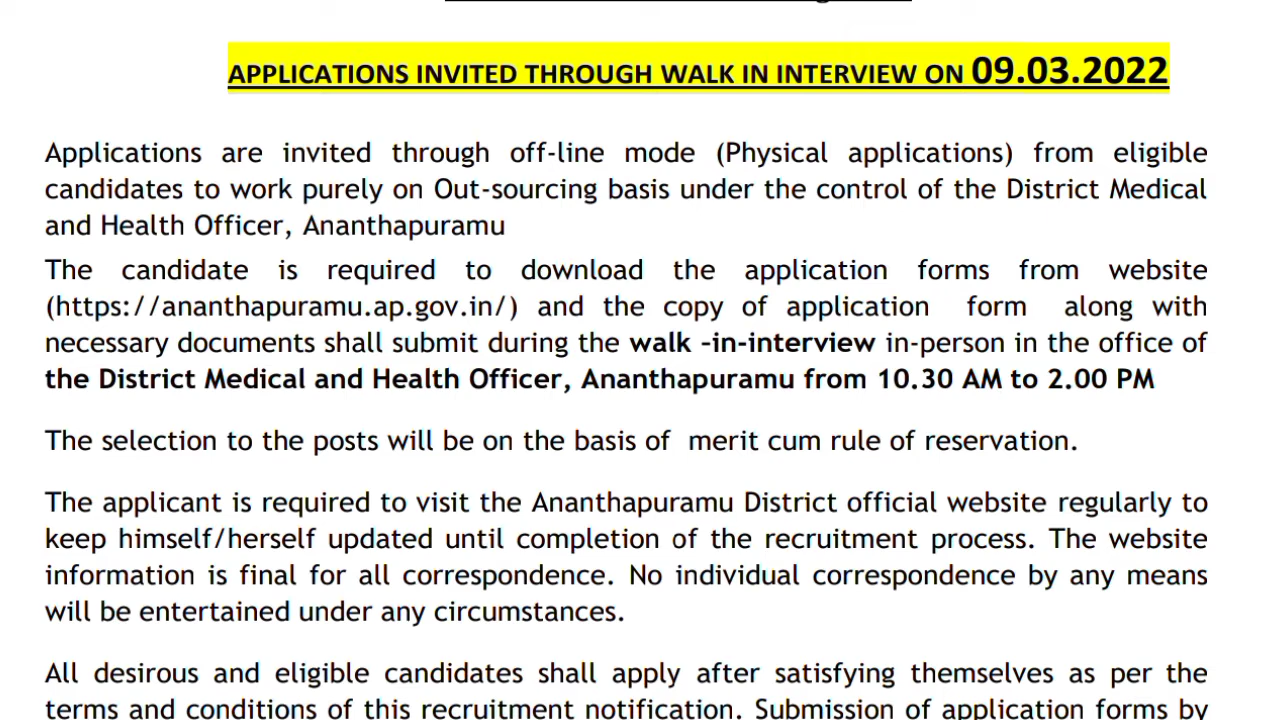 APPLICATIONS INVITED THROUGH WALK IN INTERVIEW ON 09.03.2022
Applications are invited through off-line mode (Physical applications) from eligible
candidates to work purely on Out-sourcing basis under the control of the District Medical
and Health Officer, Ananthapuramu
The candidate is required to download the application forms from website
(https://ananthapuramu.ap.gov.in/) and the copy of application form along with
necessary documents shall submit during the walk -in-interview in-person in the office of
the District Medical and Health Officer, Ananthapuramu from 10.30 AM to 2.00 PM
The selection to the posts will be on the basis of merit cum rule of reservation.
The applicant is required to visit the Ananthapuramu District official website regularly to
keep himself/herself updated until completion of the recruitment process. The website
information is final for all correspondence. No individual correspondence by any means
will be entertained under any circumstances.
All desirous and eligible candidates shall apply after satisfying themselves as per the
terms and conditions of this recruitment notification. Submission of application forms by